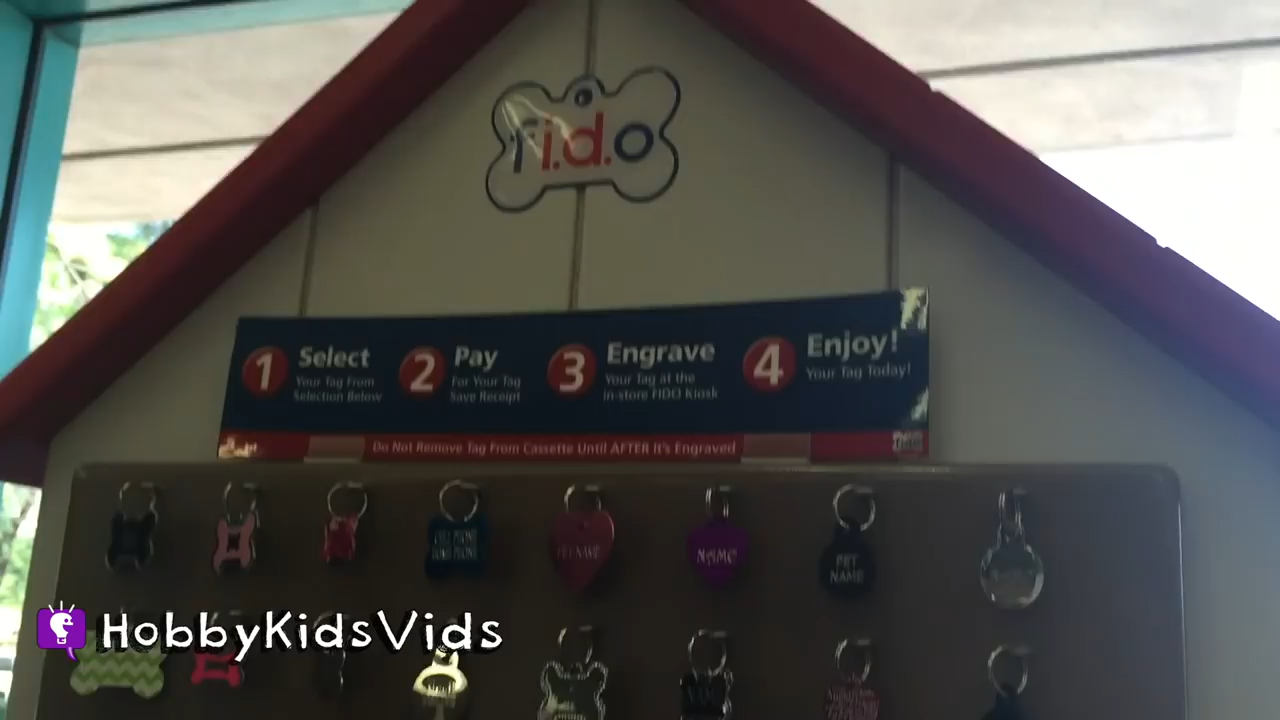 fi.d.o
1 Select
Your Tag From
Selection Below
2 Pay
For Your Tag
Save Receipt
3 Engrave
Your Tag at the
in-store FIDO Kiosk
4 Enjoy!
Your Tag Today!
Do Not Remove Tag From Cassette Until AFTER It's Engraved
PET NAME
NAME
PET
NAME
HobbyKidsVids